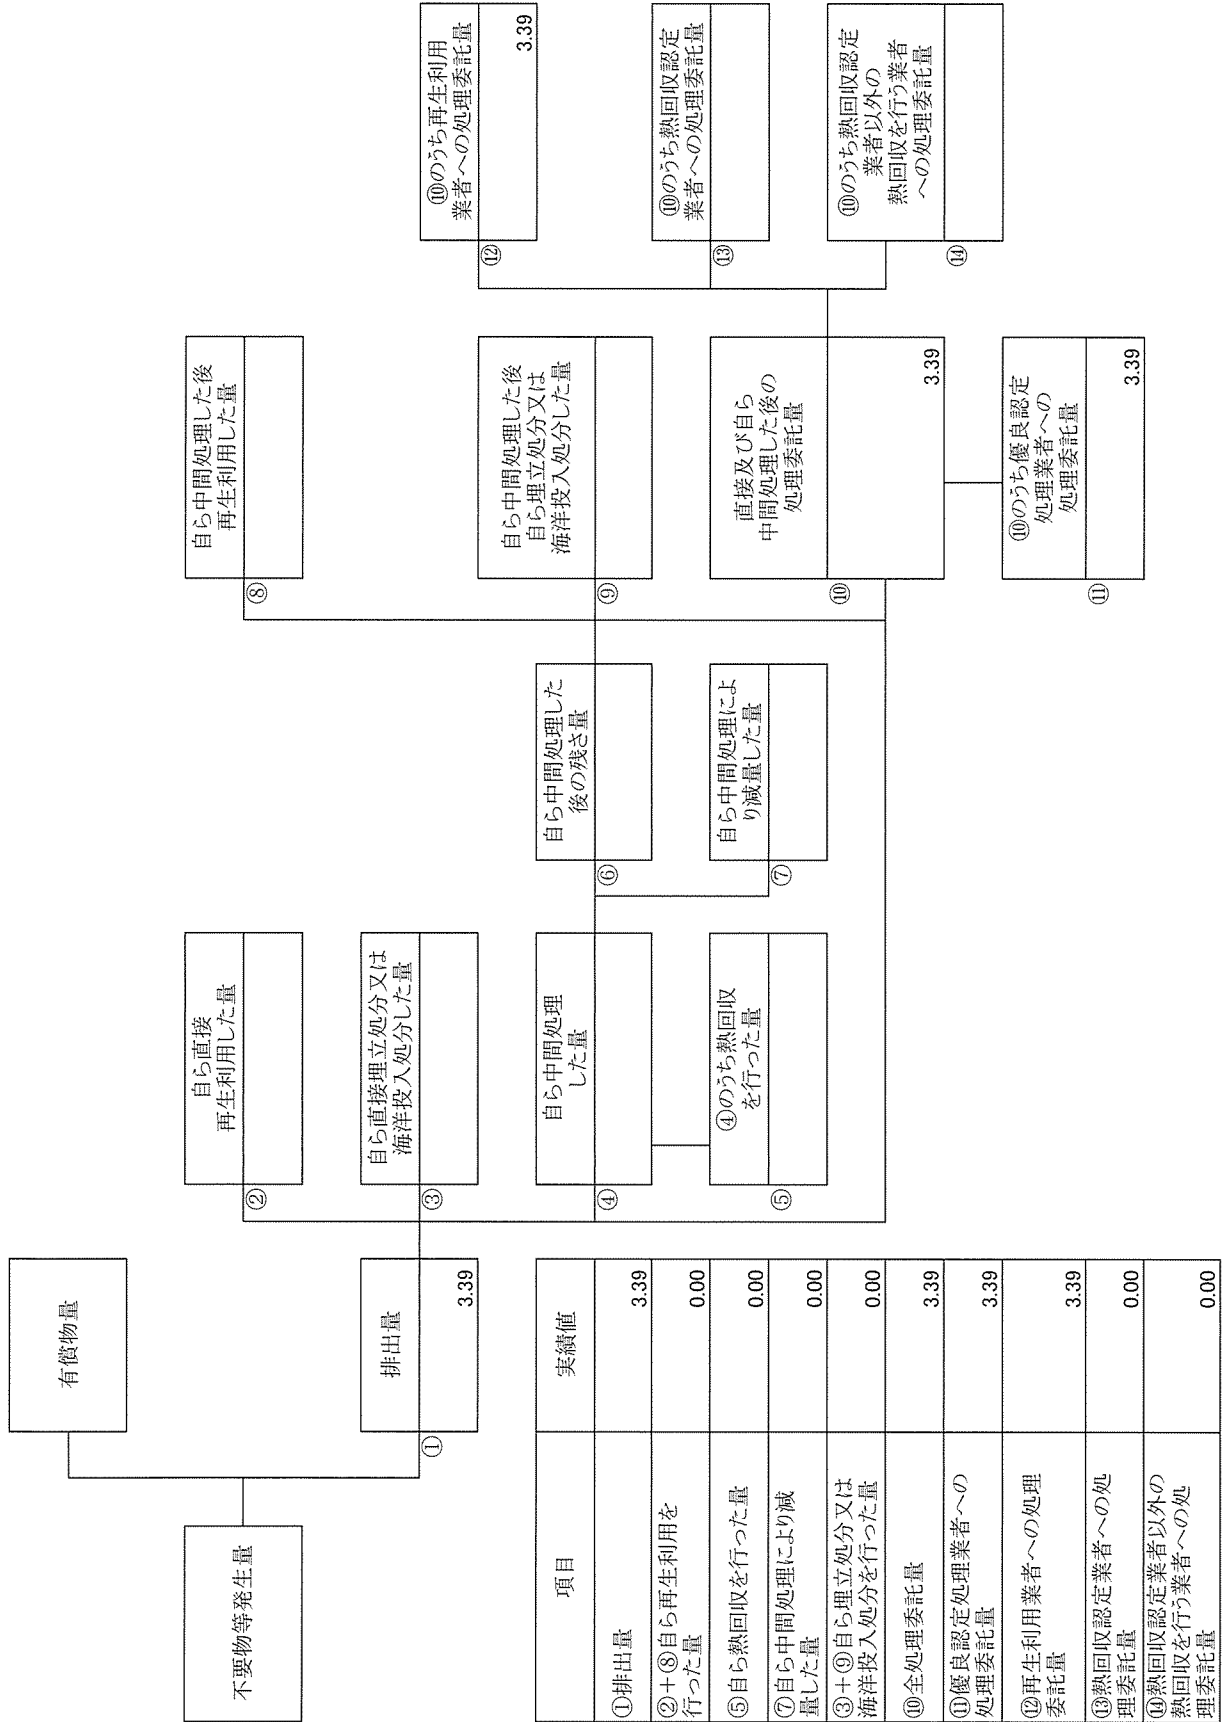 不要物等発生量
有償物量
①
排出量
3.39
②
自ら直接
再生利用した量
③
自ら直接埋立処分又は
海洋投入処分した量
④
自ら中間処理
した量
⑤
④のうち熱回収
を行った量
⑥
自ら中間処理した
後の残さ量
⑦
自ら中間処理によ
り減量した量
⑧
自ら中間処理した後
再生利用した量
⑨
自ら中間処理した後
自ら埋立処分又は
海洋投入処分した量
⑩
直接及び自ら
中間処理した後の
処理委託量
3.39
⑪
⑩のうち優良認定
処理業者への
処理委託量
3.39
⑫
⑩のうち再生利用
業者への処理委託量
3.39
⑬
⑩のうち熱回収認定
業者への処理委託量
⑭
⑩のうち熱回収認定
業者以外の
熱回収を行う業者
への処理委託量
項目 実績値
①排出量 3.39
②+⑧自ら再生利用を
行った量 0.00
⑤自ら熱回収を行った量 0.00
⑦自ら中間処理により減
量した量 0.00
③+⑨自ら埋立処分又は
海洋投入処分を行った量 0.00
⑩全処理委託量 3.39
⑪優良認定処理業者への
処理委託量 3.39
⑫再生利用業者への処理
委託量 3.39
⑬熱回収認定業者への処
理委託量 0.00
⑭熱回収認定業者以外の
熱回収を行う業者への処
理委託量 0.00